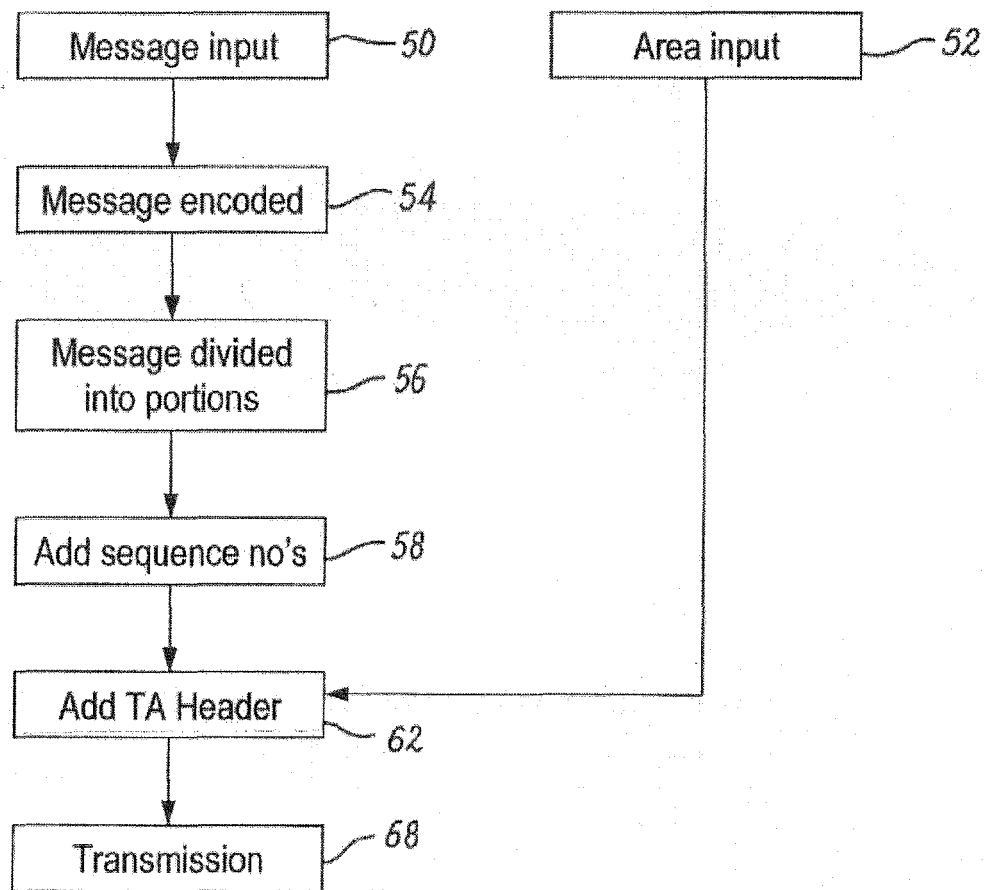 Message input
50
Area input
52
Message encoded
54
Message divided
into portions
56
Add sequence no's
58
Add TA Header
62
Transmission
68